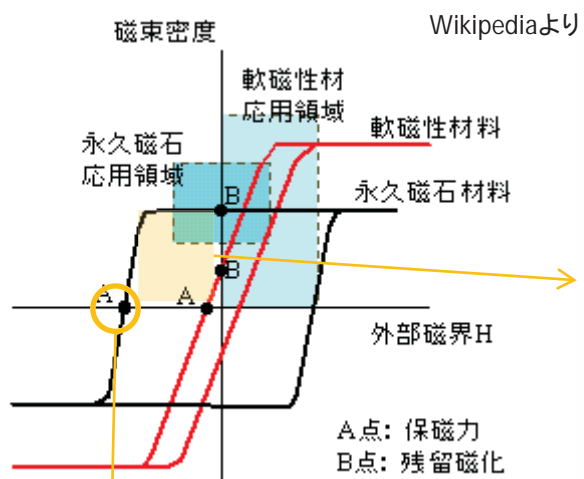 Wikipediaより
磁束密度
軟磁性材
応用領域
軟磁性材料
永久磁石
応用領域
永久磁石材料
B
B
A
A
外部磁界H
A点: 保磁力
B点: 残留磁化